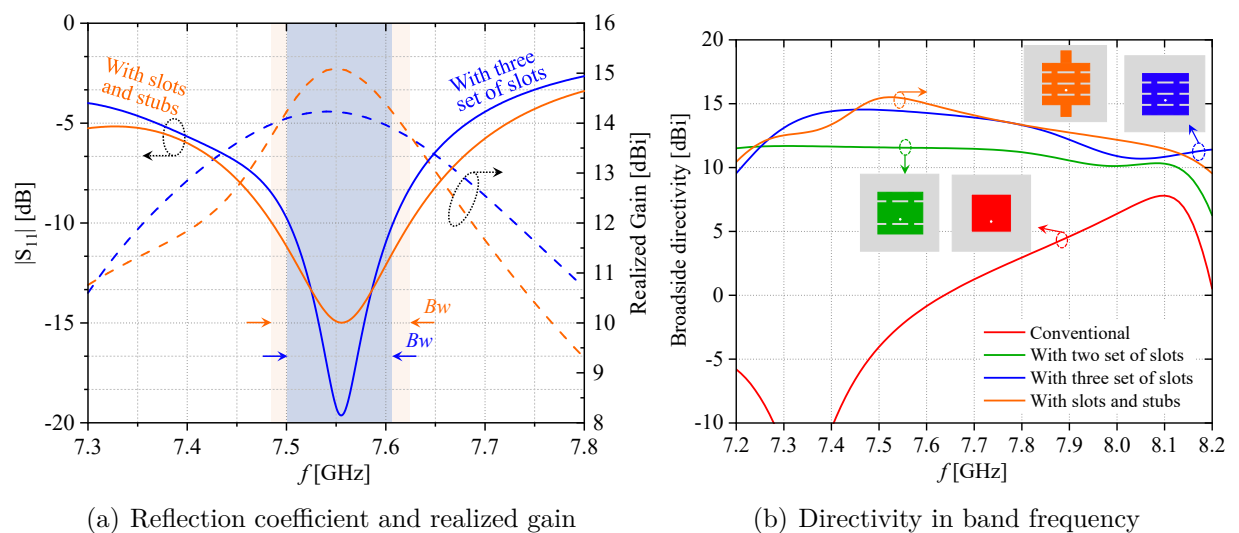 0
-5
-10
-15
-20
|S₁₁| [dB]
16
15
14
13
12
11
10
9
8
Realized Gain [dBi]
With slots
and stubs
With three
set of slots
Bw
Bw
7.3 7.4 7.5 7.6 7.7 7.8
f [GHz]
(a) Reflection coefficient and realized gain
20
15
10
5
0
-5
-10
Broadside directivity [dBi]
Conventional
With two set of slots
With three set of slots
With slots and stubs
7.2 7.3 7.4 7.5 7.6 7.7 7.8 7.9 8.0 8.1 8.2
f [GHz]
(b) Directivity in band frequency